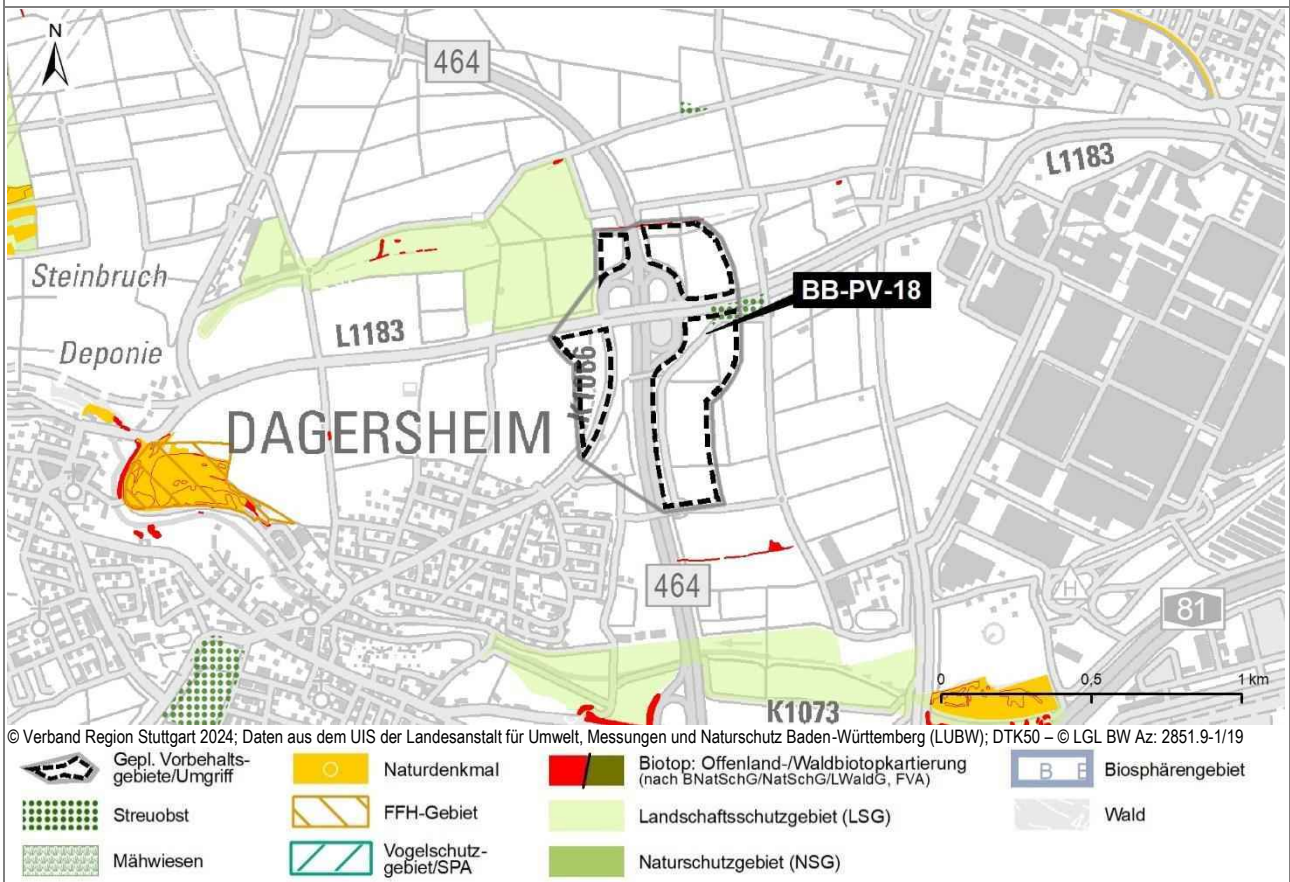 N
464
L1183
BB-PV-18
Steinbruch
L1183
Deponie
K1066
DAGERSHEIM
464
H
81
0 0,5 1 km
K1073
© Verband Region Stuttgart 2024; Daten aus dem UIS der Landesanstalt für Umwelt, Messungen und Naturschutz Baden-Württemberg (LUBW); DTK50 – © LGL BW Az: 2851.9-1/19
Gepl. Vorbehalts-
gebiete/Umgriff
Naturdenkmal
Biotop: Offenland-/Waldbiotopkartierung
(nach BNatSchG/NatSchG/LWaldG, FVA)
B
Biosphärengebiet
Streuobst
FFH-Gebiet
Landschaftsschutzgebiet (LSG)
Wald
Mähwiesen
Vogelschutz-
gebiet/SPA
Naturschutzgebiet (NSG)